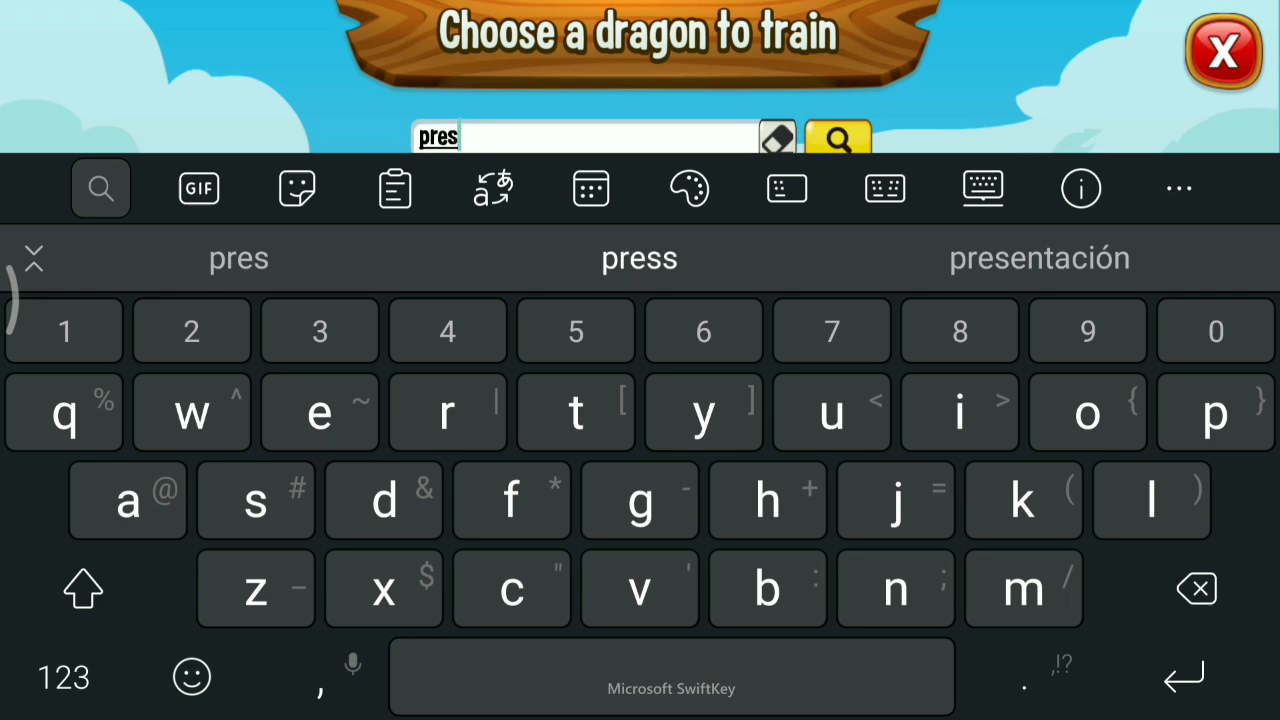 Choose a dragon to train
X
pres
GIF
pres press presentación
1 2 3 4 5 6 7 8 9 0
q % w ^ e ~ r | t [ y ] u < i > o { p }
a @ s # d & f * g - h + j = k ( l )
z _ x $ c " v ' b : n ; m /
123 , Microsoft SwiftKey . ,!?